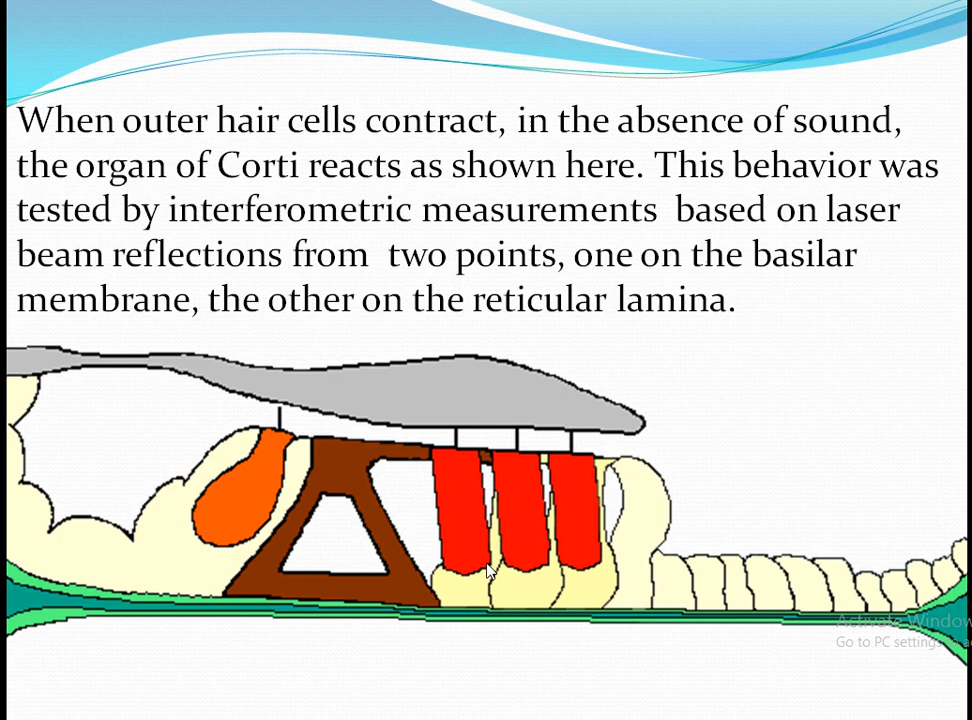 When outer hair cells contract, in the absence of sound,
the organ of Corti reacts as shown here. This behavior was
tested by interferometric measurements based on laser
beam reflections from two points, one on the basilar
membrane, the other on the reticular lamina.
Activate Window
Go to PC settings